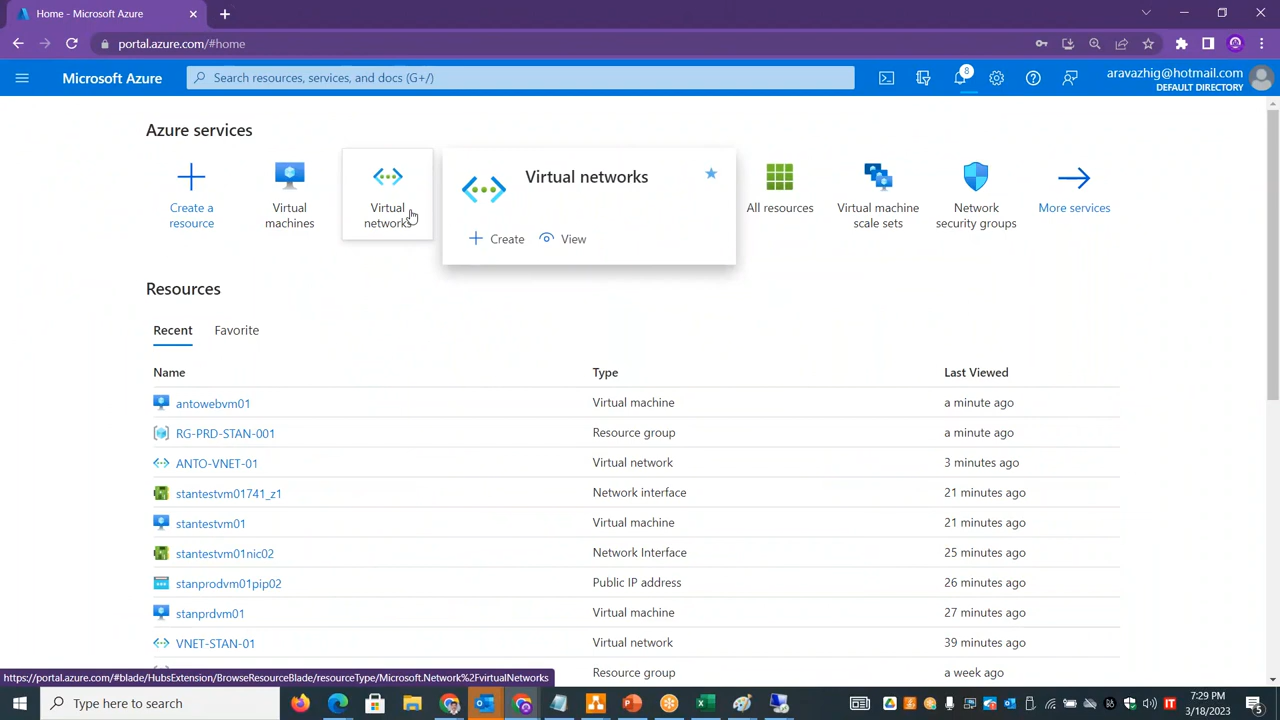 Home - Microsoft Azure
portal.azure.com/#home
Microsoft Azure
Search resources, services, and docs (G+/)
8
aravazhig@hotmail.com
DEFAULT DIRECTORY
Azure services
Create a
resource
Virtual
machines
Virtual
networks
Virtual networks
Create
View
All resources
Virtual machine
scale sets
Network
security groups
More services
Resources
Recent
Favorite
Name
Type
Last Viewed
antowebvm01
Virtual machine
a minute ago
RG-PRD-STAN-001
Resource group
a minute ago
ANTO-VNET-01
Virtual network
3 minutes ago
stantestvm01741_z1
Network interface
21 minutes ago
stantestvm01
Virtual machine
21 minutes ago
stantestvm01nic02
Network Interface
25 minutes ago
stanprodvm01pip02
Public IP address
26 minutes ago
stanprdvm01
Virtual machine
27 minutes ago
VNET-STAN-01
Virtual network
39 minutes ago
Resource group
a week ago
https://portal.azure.com/#blade/HubsExtension/BrowseResourceBlade/resourceType/Microsoft.Network%2FvirtualNetworks
Type here to search
IT
7:29 PM
3/18/2023
5